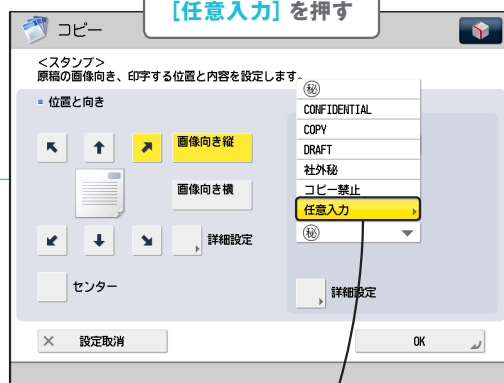 [任意入力] を押す
コピー
<スタンプ>
原稿の画像向き、印字する位置と内容を設定します。
位置と向き
画像向き縦
画像向き横
詳細設定
センター
㊙
CONFIDENTIAL
COPY
DRAFT
社外秘
コピー禁止
任意入力
㊙
詳細設定
設定取消
OK